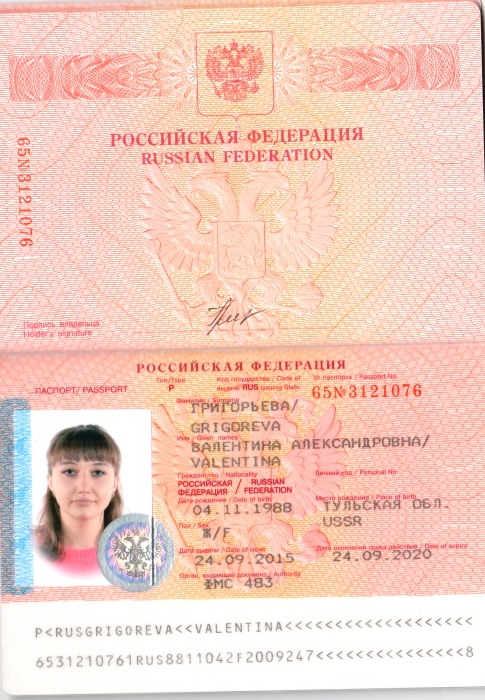 РОССИЙСКАЯ ФЕДЕРАЦИЯ
RUSSIAN FEDERATION
65N3121076
Подпись владельца
Holder's signature
РОССИЙСКАЯ ФЕДЕРАЦИЯ
ПАСПОРТ/ PASSPORT
Тип/Type
P
Код государства / Code of
выдачи RUS issuing State
№ паспорта / Passport No.
65№3121076
Фамилия / Surname
ГРИГОРЬЕВА/
GRIGOREVA
Имя / Given names
ВАЛЕНТИНА АЛЕКСАНДРОВНА/
VALENTINA
Гражданство / Nationality
Личный код / Personal No.
РОССИЙСКАЯ / RUSSIAN
ФЕДЕРАЦИЯ / FEDERATION
Дата рождения / Date of birth
04.11.1988
Место рождения / Place of birth
ТУЛЬСКАЯ ОБЛ.
USSR
Пол / Sex
Ж/F
Дата выдачи / Date of issue
24.09.2015
Дата окончания срока действия / Date of expiry
24.09.2020
Орган, выдавший документ / Authority
ФМС 483
P<RUSGRIGOREVA<<VALENTINA<<<<<<<<<<<<<<<<<<<
6531210761RUS8811042F2009247<<<<<<<<<<<<<<<8